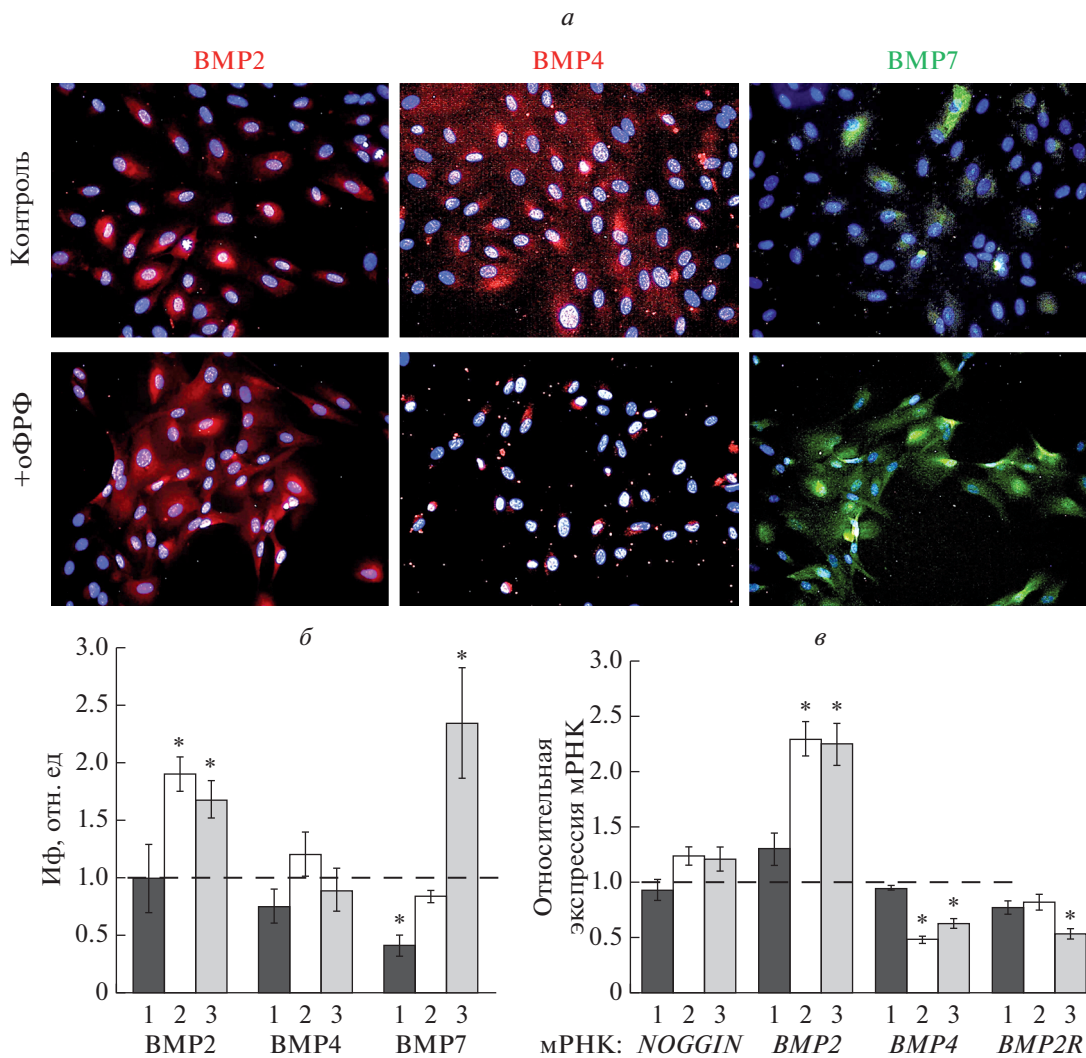 а
BMP2 BMP4 BMP7
Контроль
+оФРФ
б
Иф, отн. ед
3.0
2.5
2.0
1.5
1.0
0.5
0
* * * *
1 2 3 1 2 3 1 2 3
BMP2 BMP4 BMP7
в
Относительная
экспрессия мРНК
3.0
2.5
2.0
1.5
1.0
0.5
0
* * * * *
1 2 3 1 2 3 1 2 3 1 2 3
мРНК: NOGGIN BMP2 BMP4 BMP2R